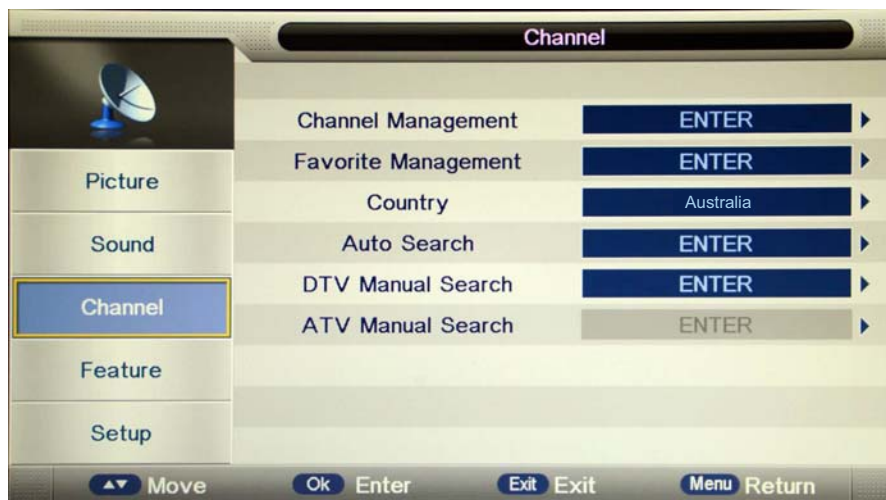 Channel
Channel Management ENTER
Favorite Management ENTER
Country Australia
Auto Search ENTER
DTV Manual Search ENTER
ATV Manual Search ENTER
Picture
Sound
Channel
Feature
Setup
Move Ok Enter Exit Exit Menu Return